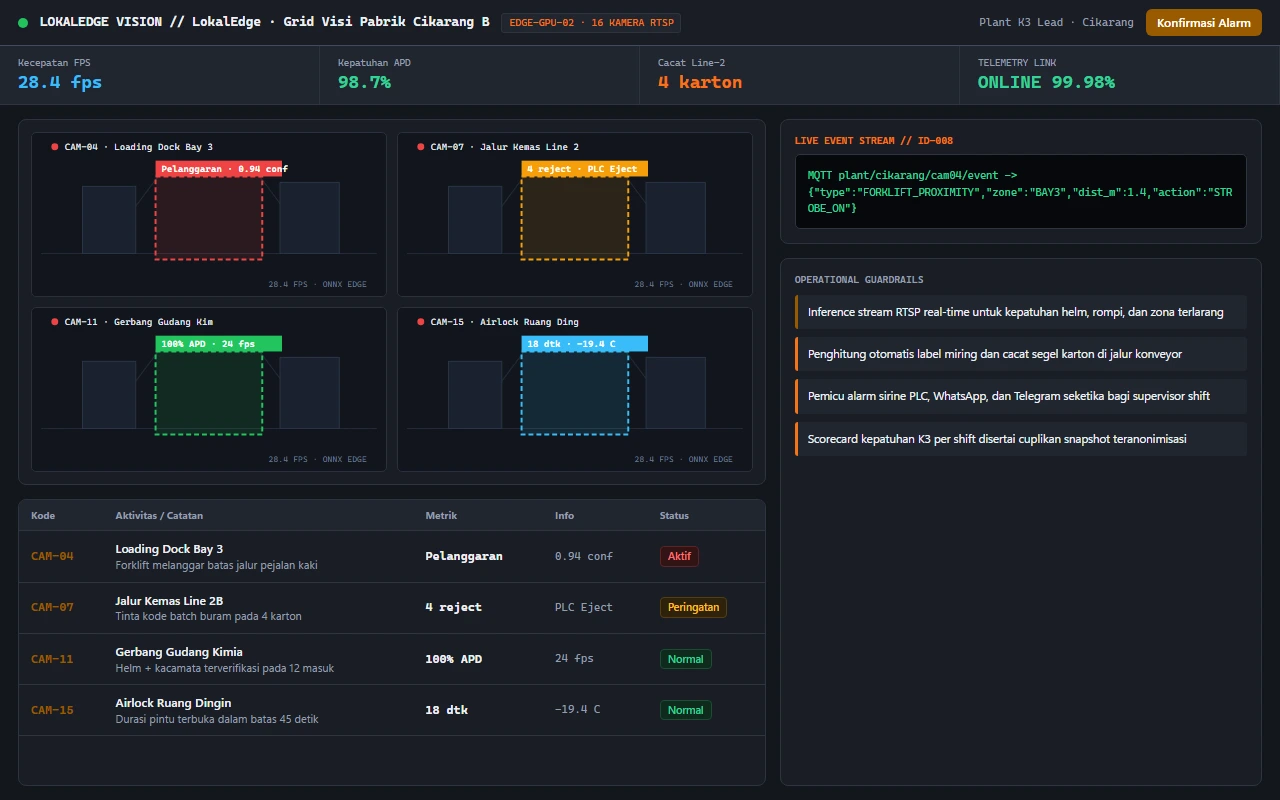 LOKALEDGE VISION // LokalEdge · Grid Visi Pabrik Cikarang B
EDGE-GPU-02 · 16 KAMERA RTSP
Plant K3 Lead · Cikarang
Konfirmasi Alarm
Kecepatan FPS
28.4 fps
Kepatuhan APD
98.7%
Cacat Line-2
4 karton
TELEMETRY LINK
ONLINE 99.98%
CAM-04 · Loading Dock Bay 3
Pelanggaran · 0.94 conf
28.4 FPS · ONNX EDGE
CAM-07 · Jalur Kemas Line 2
4 reject · PLC Eject
28.4 FPS · ONNX EDGE
CAM-11 · Gerbang Gudang Kim
100% APD · 24 fps
28.4 FPS · ONNX EDGE
CAM-15 · Airlock Ruang Ding
18 dtk · -19.4 C
28.4 FPS · ONNX EDGE
Kode Aktivitas / Catatan Metrik Info Status
CAM-04 Loading Dock Bay 3 Pelanggaran 0.94 conf Aktif
Forklift melanggar batas jalur pejalan kaki
CAM-07 Jalur Kemas Line 2B 4 reject PLC Eject Peringatan
Tinta kode batch buram pada 4 karton
CAM-11 Gerbang Gudang Kimia 100% APD 24 fps Normal
Helm + kacamata terverifikasi pada 12 masuk
CAM-15 Airlock Ruang Dingin 18 dtk -19.4 C Normal
Durasi pintu terbuka dalam batas 45 detik
LIVE EVENT STREAM // ID-008
MQTT plant/cikarang/cam04/event ->
{"type":"FORKLIFT_PROXIMITY","zone":"BAY3","dist_m":1.4,"action":"STR
OBE_ON"}
OPERATIONAL GUARDRAILS
Inference stream RTSP real-time untuk kepatuhan helm, rompi, dan zona terlarang
Penghitung otomatis label miring dan cacat segel karton di jalur konveyor
Pemicu alarm sirine PLC, WhatsApp, dan Telegram seketika bagi supervisor shift
Scorecard kepatuhan K3 per shift disertai cuplikan snapshot teranonimisasi